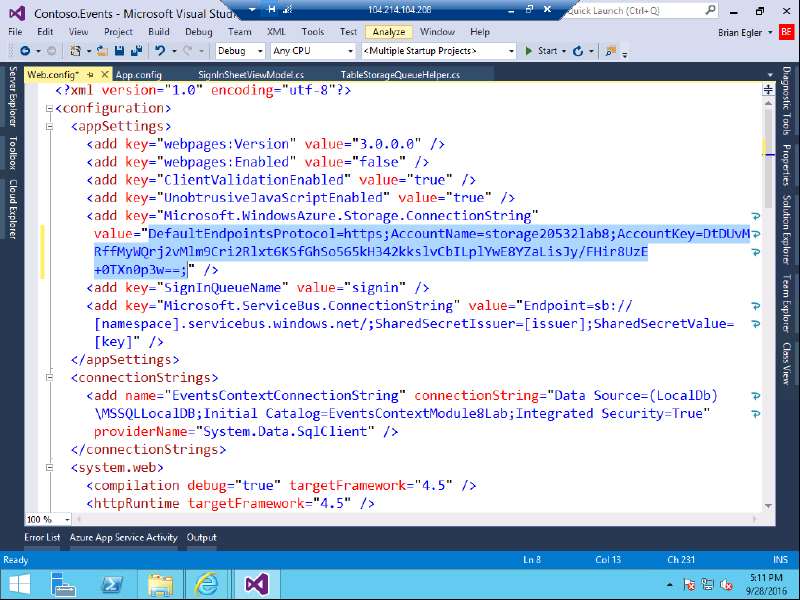 Contoso.Events - Microsoft Visual Studio
104.214.104.208
Quick Launch (Ctrl+Q)
File Edit View Project Build Debug Team XML Tools Test Analyze Window Help
Brian Egler BE
Debug Any CPU <Multiple Startup Projects> Start
Web.config* App.config SignInSheetViewModel.cs TableStorageQueueHelper.cs
Server Explorer
Toolbox
Cloud Explorer
<?xml version="1.0" encoding="utf-8"?>
<configuration>
<appSettings>
<add key="webpages:Version" value="3.0.0.0" />
<add key="webpages:Enabled" value="false" />
<add key="ClientValidationEnabled" value="true" />
<add key="UnobtrusiveJavaScriptEnabled" value="true" />
<add key="Microsoft.WindowsAzure.Storage.ConnectionString"
value="DefaultEndpointsProtocol=https;AccountName=storage20532lab8;AccountKey=DtDUvM
RffMyWQrj2vMlm9Cri2Rlxt6KSfGhSo565kH342kkslvCbILplYwE8YZaLisJy/FHir8UzE
+0TXn0p3w==;" />
<add key="SignInQueueName" value="signin" />
<add key="Microsoft.ServiceBus.ConnectionString" value="Endpoint=sb://
[namespace].servicebus.windows.net/;SharedSecretIssuer=[issuer];SharedSecretValue=
[key]" />
</appSettings>
<connectionStrings>
<add name="EventsContextConnectionString" connectionString="Data Source=(LocalDb)
\MSSQLLocalDB;Initial Catalog=EventsContextModule8Lab;Integrated Security=True"
providerName="System.Data.SqlClient" />
</connectionStrings>
<system.web>
<compilation debug="true" targetFramework="4.5" />
<httpRuntime targetFramework="4.5" />
Diagnostic Tools
Properties
Solution Explorer
Team Explorer
Class View
100 %
Error List Azure App Service Activity Output
Ready Ln 8 Col 13 Ch 231 INS
5:11 PM
9/28/2016